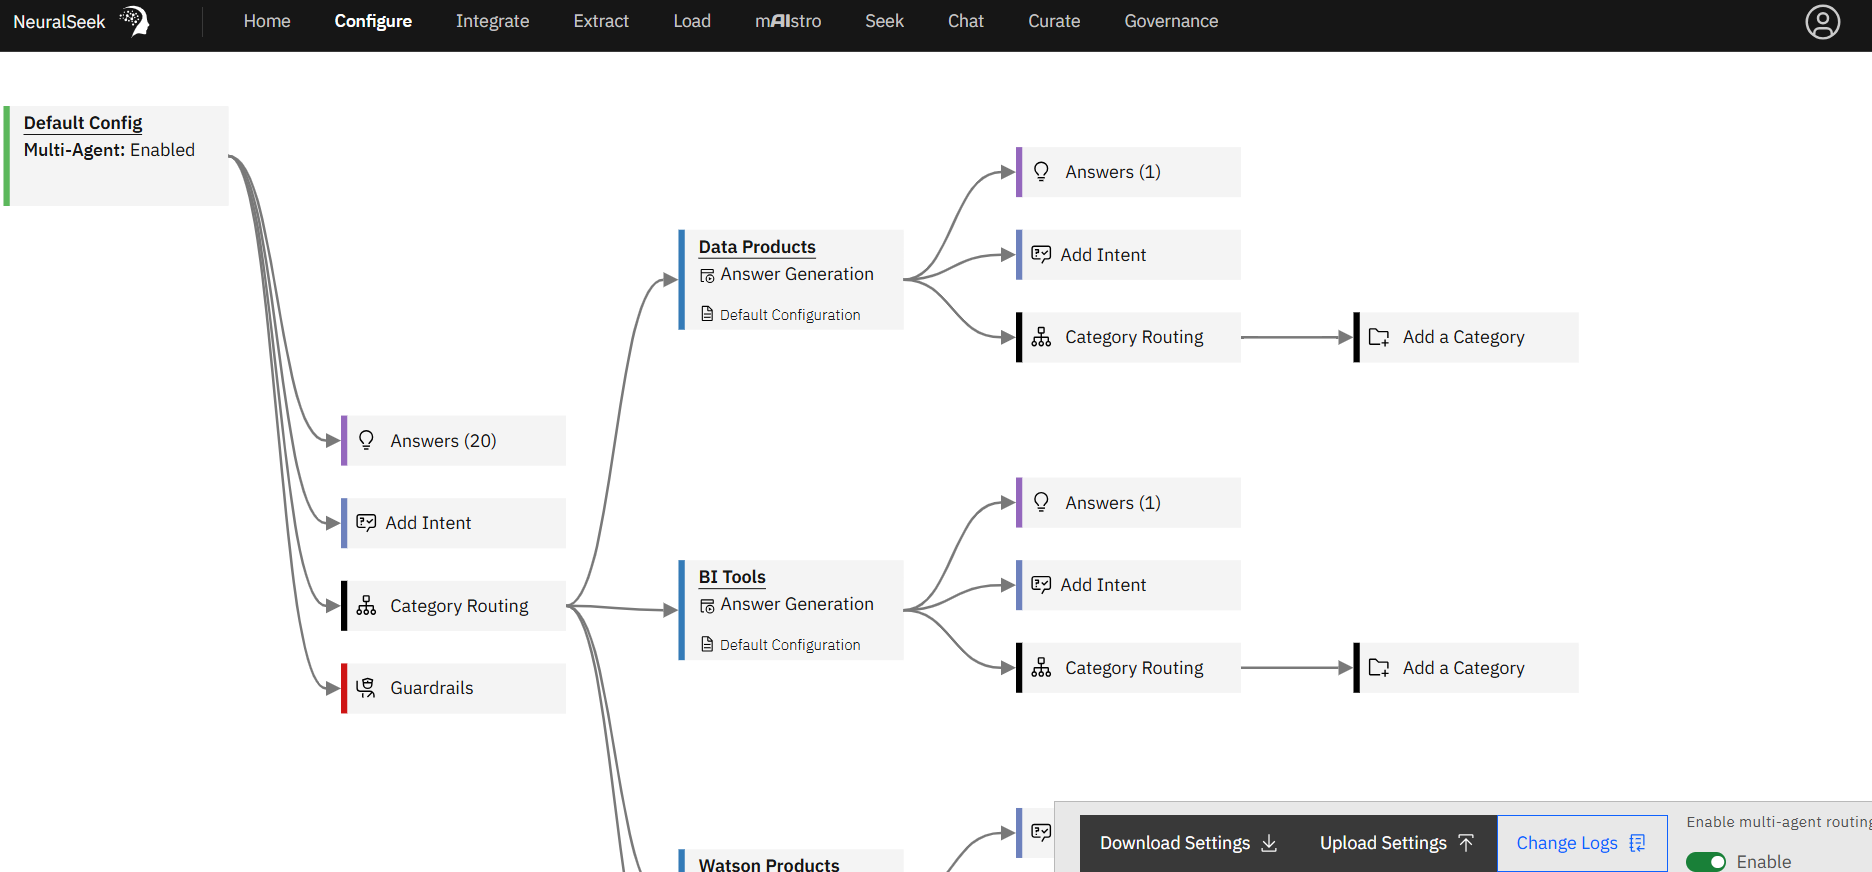 NeuralSeek
Home
Configure
Integrate
Extract
Load
mAIstro
Seek
Chat
Curate
Governance
Default Config
Multi-Agent: Enabled
Answers (20)
Add Intent
Category Routing
Guardrails
Data Products
Answer Generation
Default Configuration
Answers (1)
Add Intent
Category Routing
Add a Category
BI Tools
Answer Generation
Default Configuration
Answers (1)
Add Intent
Category Routing
Add a Category
Watson Products
Download Settings
Upload Settings
Change Logs
Enable multi-agent routing
Enable